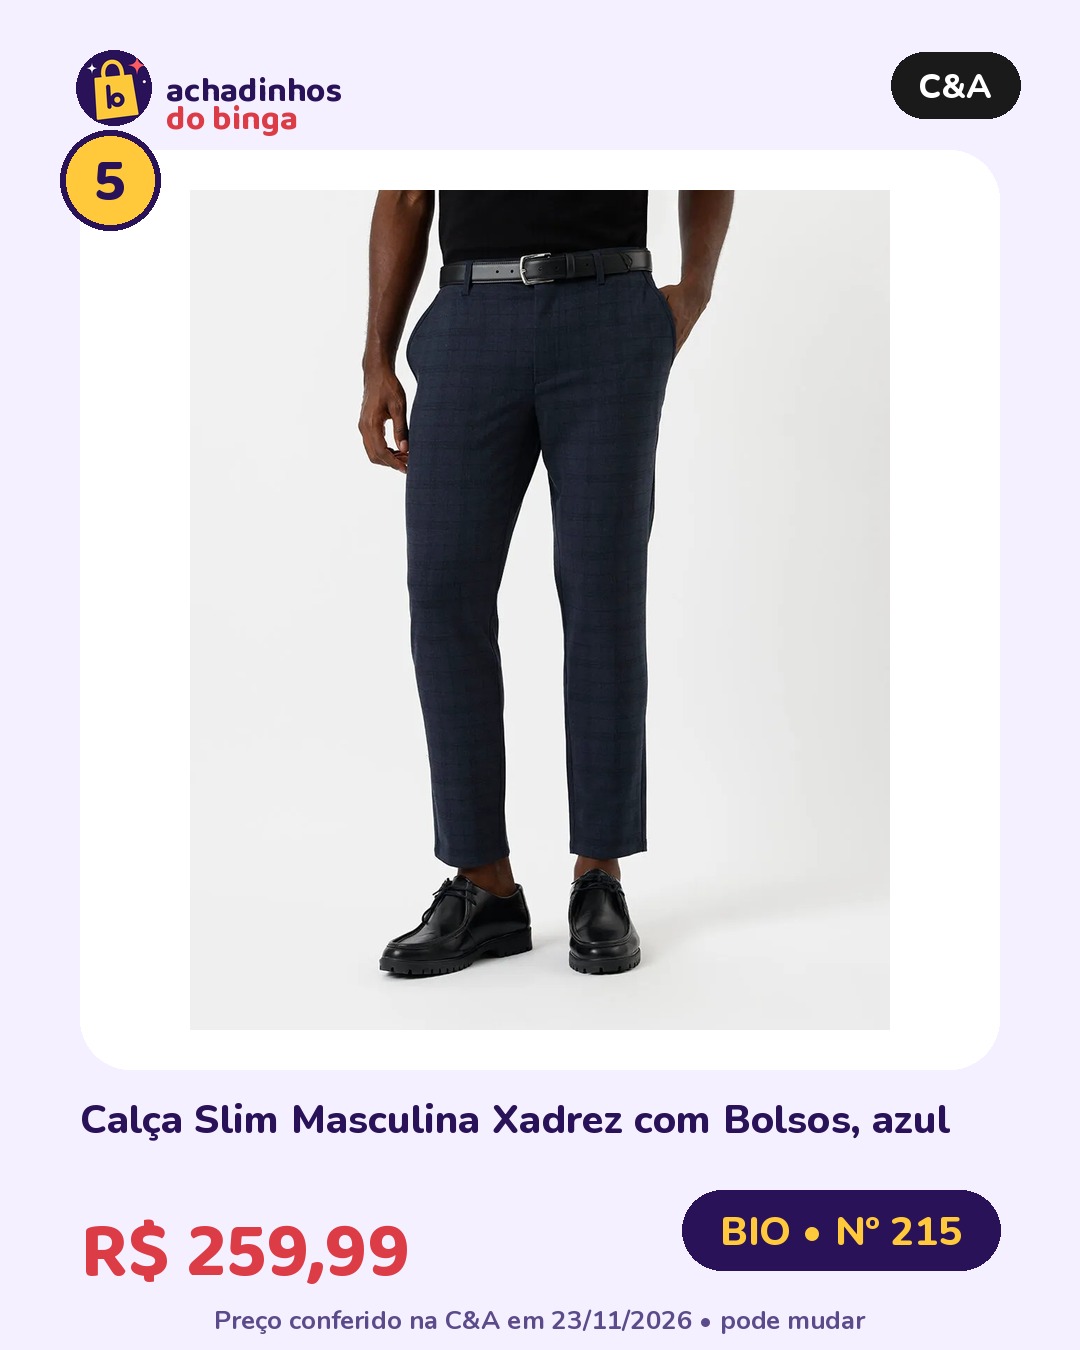 achadinhos
do binga
C&A
5
Calça Slim Masculina Xadrez com Bolsos, azul
R$ 259,99
BIO • Nº 215
Preço conferido na C&A em 23/11/2026 • pode mudar